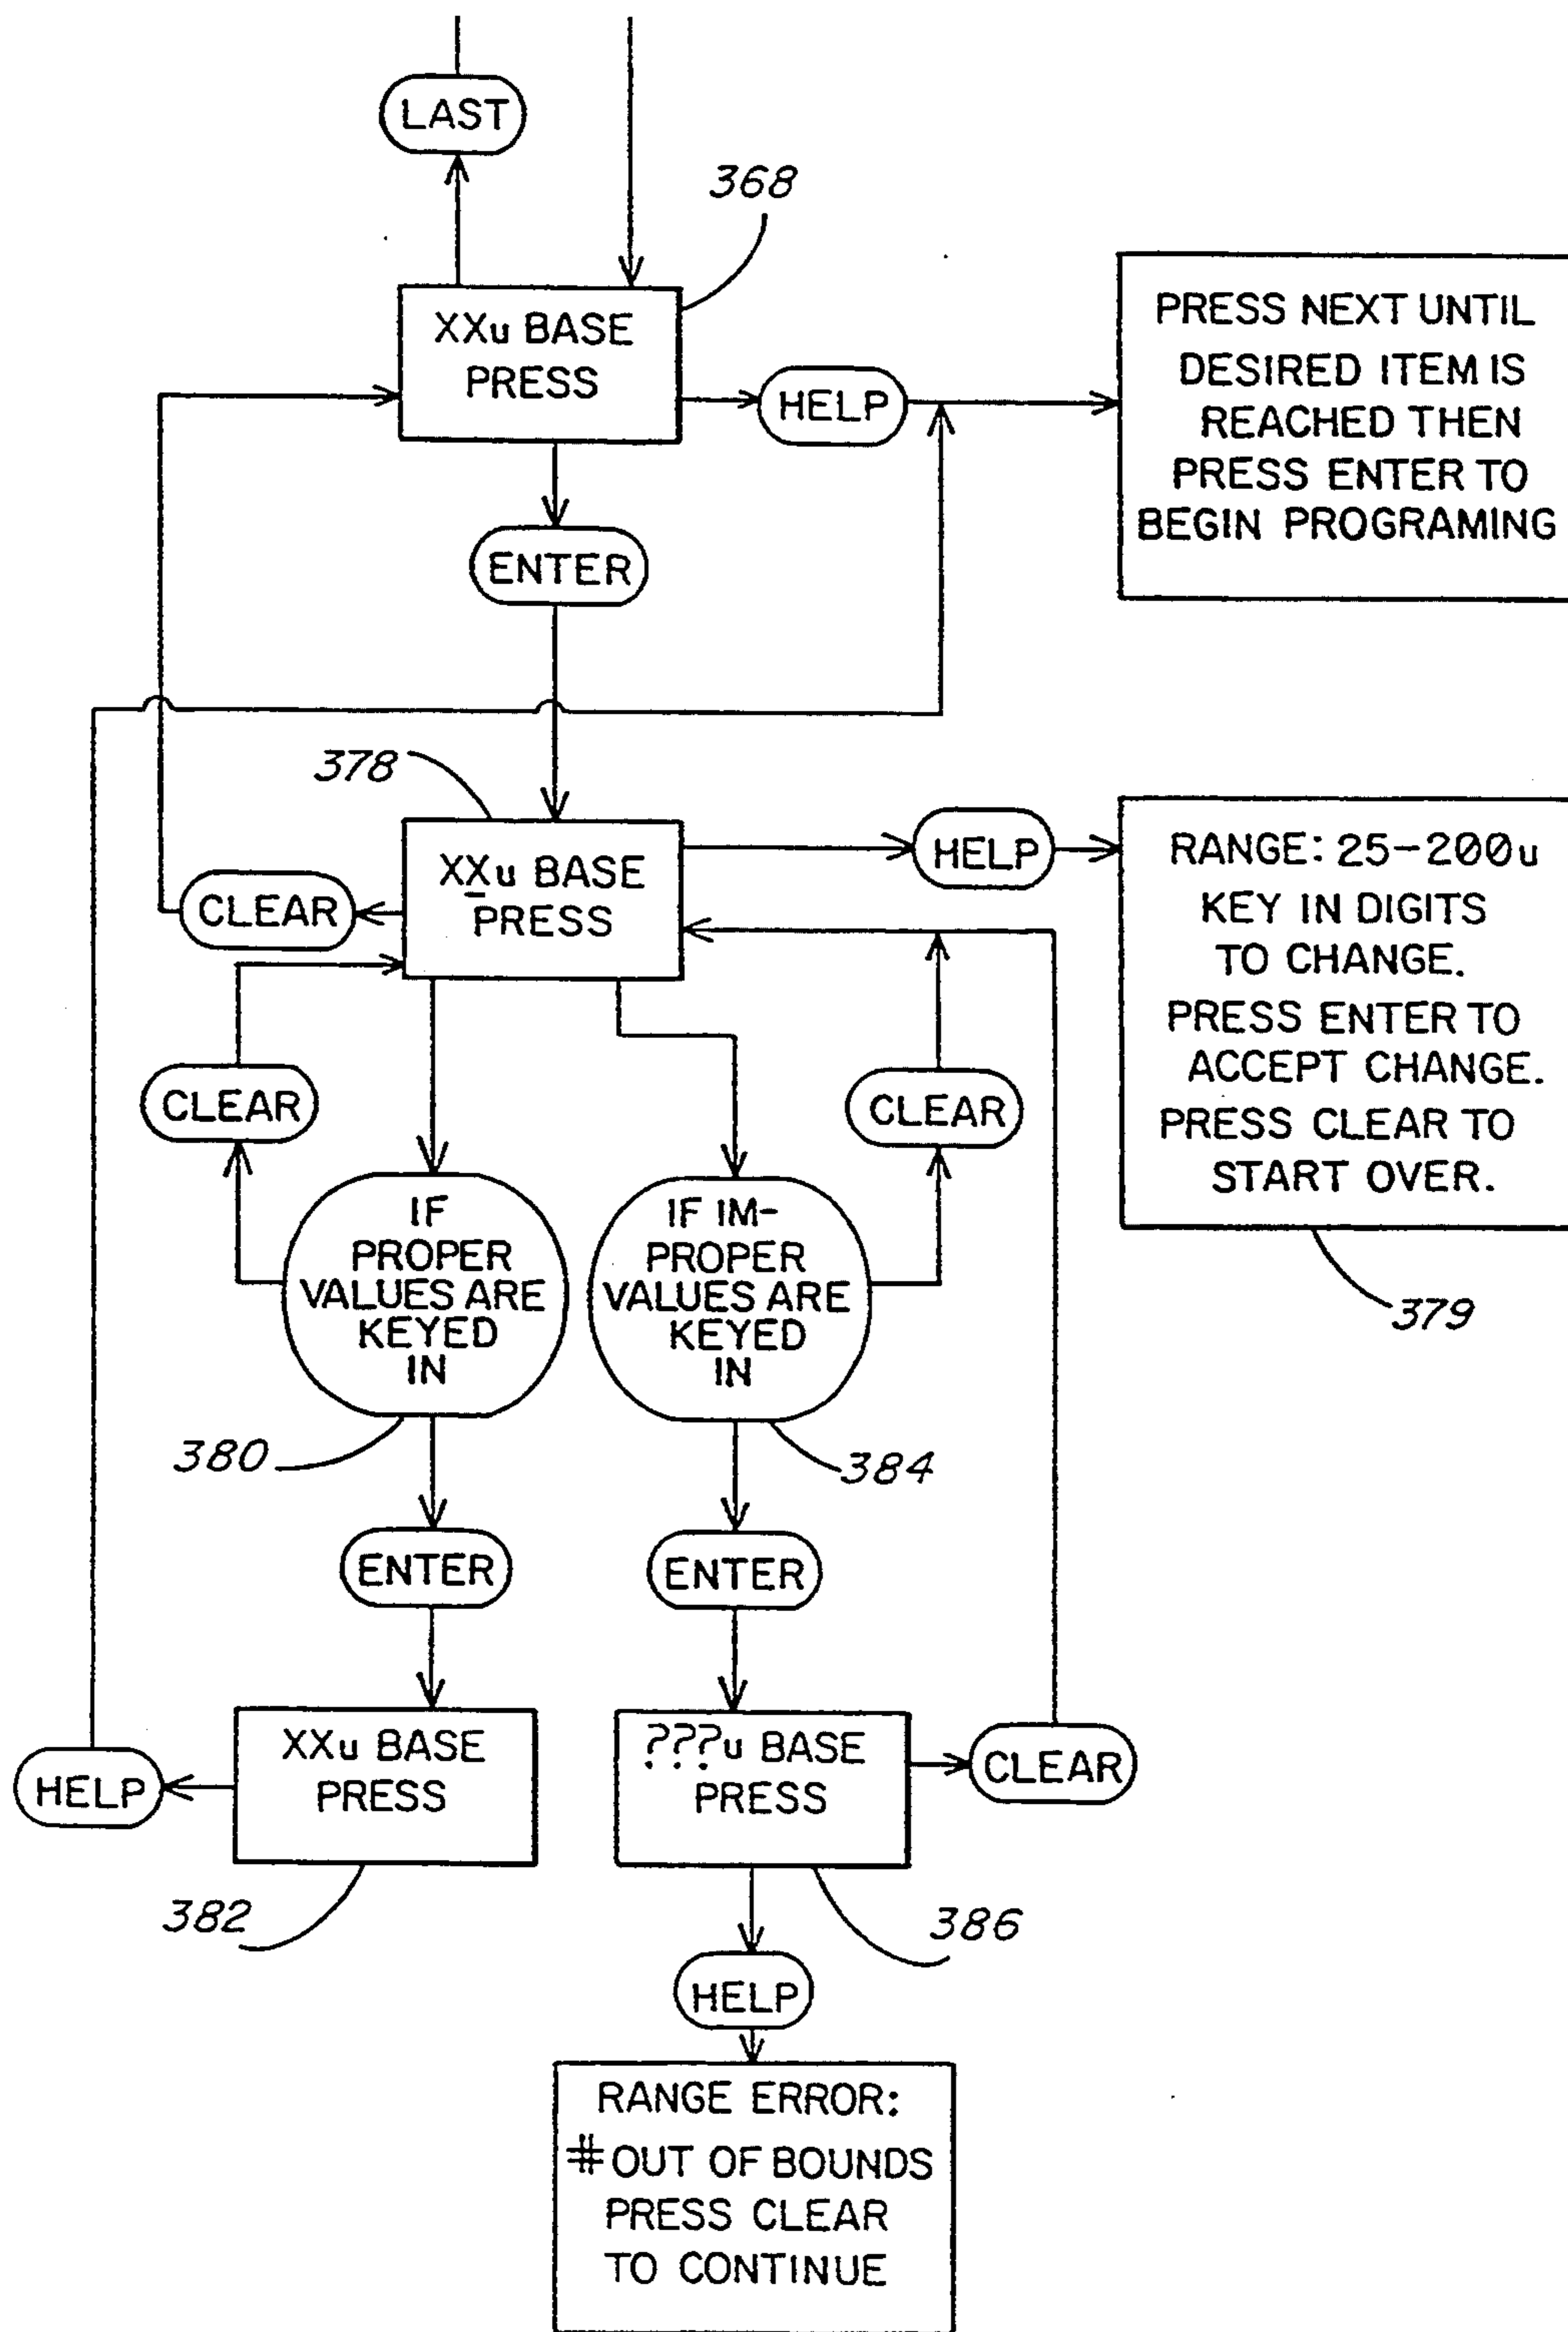 LAST
368
XXu BASE
PRESS
HELP
PRESS NEXT UNTIL
DESIRED ITEM IS
REACHED THEN
PRESS ENTER TO
BEGIN PROGRAMING
ENTER
378
XXu BASE
PRESS
CLEAR
HELP
RANGE: 25-200u
KEY IN DIGITS
TO CHANGE.
PRESS ENTER TO
ACCEPT CHANGE.
PRESS CLEAR TO
START OVER.
379
CLEAR
CLEAR
IF
PROPER
VALUES ARE
KEYED
IN
380
IF IM-
PROPER
VALUES ARE
KEYED
IN
384
ENTER
ENTER
HELP
XXu BASE
PRESS
382
???u BASE
PRESS
CLEAR
386
HELP
RANGE ERROR:
#OUT OF BOUNDS
PRESS CLEAR
TO CONTINUE